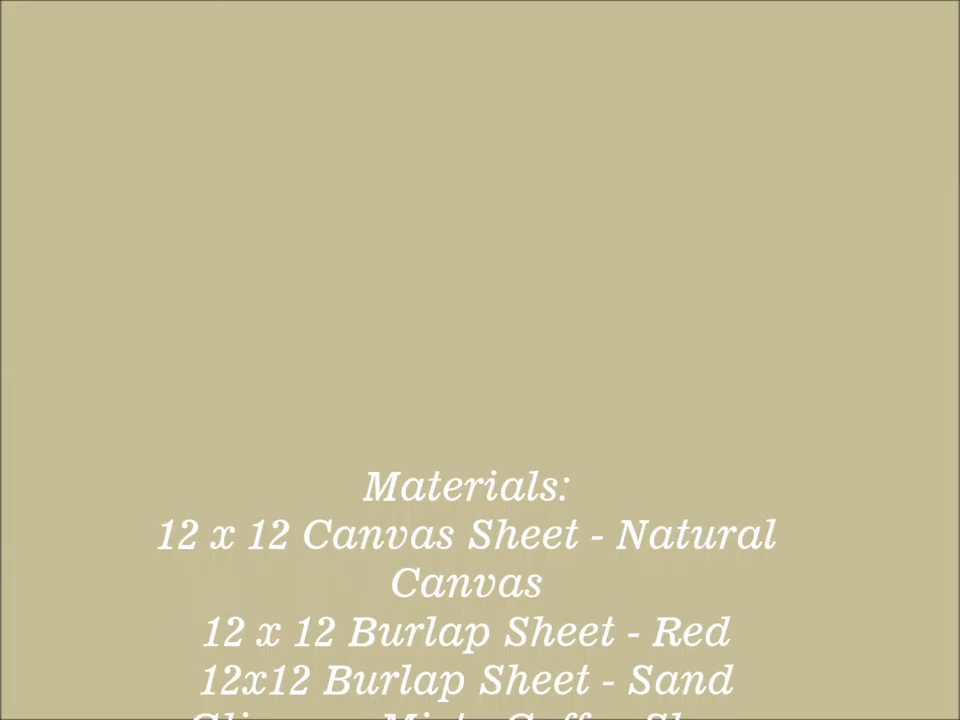 Materials:
12 x 12 Canvas Sheet - Natural
Canvas
12 x 12 Burlap Sheet - Red
12x12 Burlap Sheet - Sand